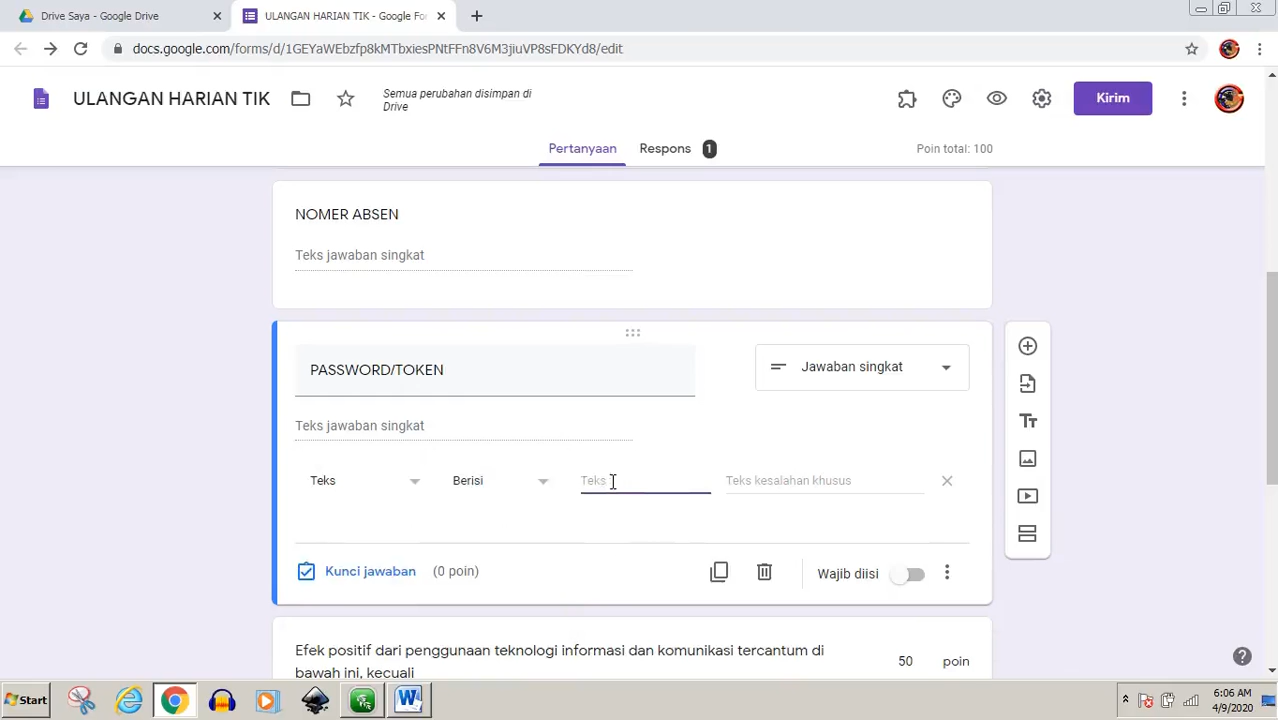 Drive Saya - Google Drive
ULANGAN HARIAN TIK - Google Fo
docs.google.com/forms/d/1GEYaWEbzfp8kMTbxiesPNtFFn8V6M3jiuVP8sFDKYd8/edit
ULANGAN HARIAN TIK
Semua perubahan disimpan di
Drive
Kirim
Pertanyaan
Respons 1
Poin total: 100
NOMER ABSEN
Teks jawaban singkat
PASSWORD/TOKEN
Jawaban singkat
Teks jawaban singkat
Teks
Berisi
Teks
Teks kesalahan khusus
Kunci jawaban
(0 poin)
Wajib diisi
Efek positif dari penggunaan teknologi informasi dan komunikasi tercantum di
bawah ini, kecuali
50
poin
Start
6:06 AM
4/9/2020